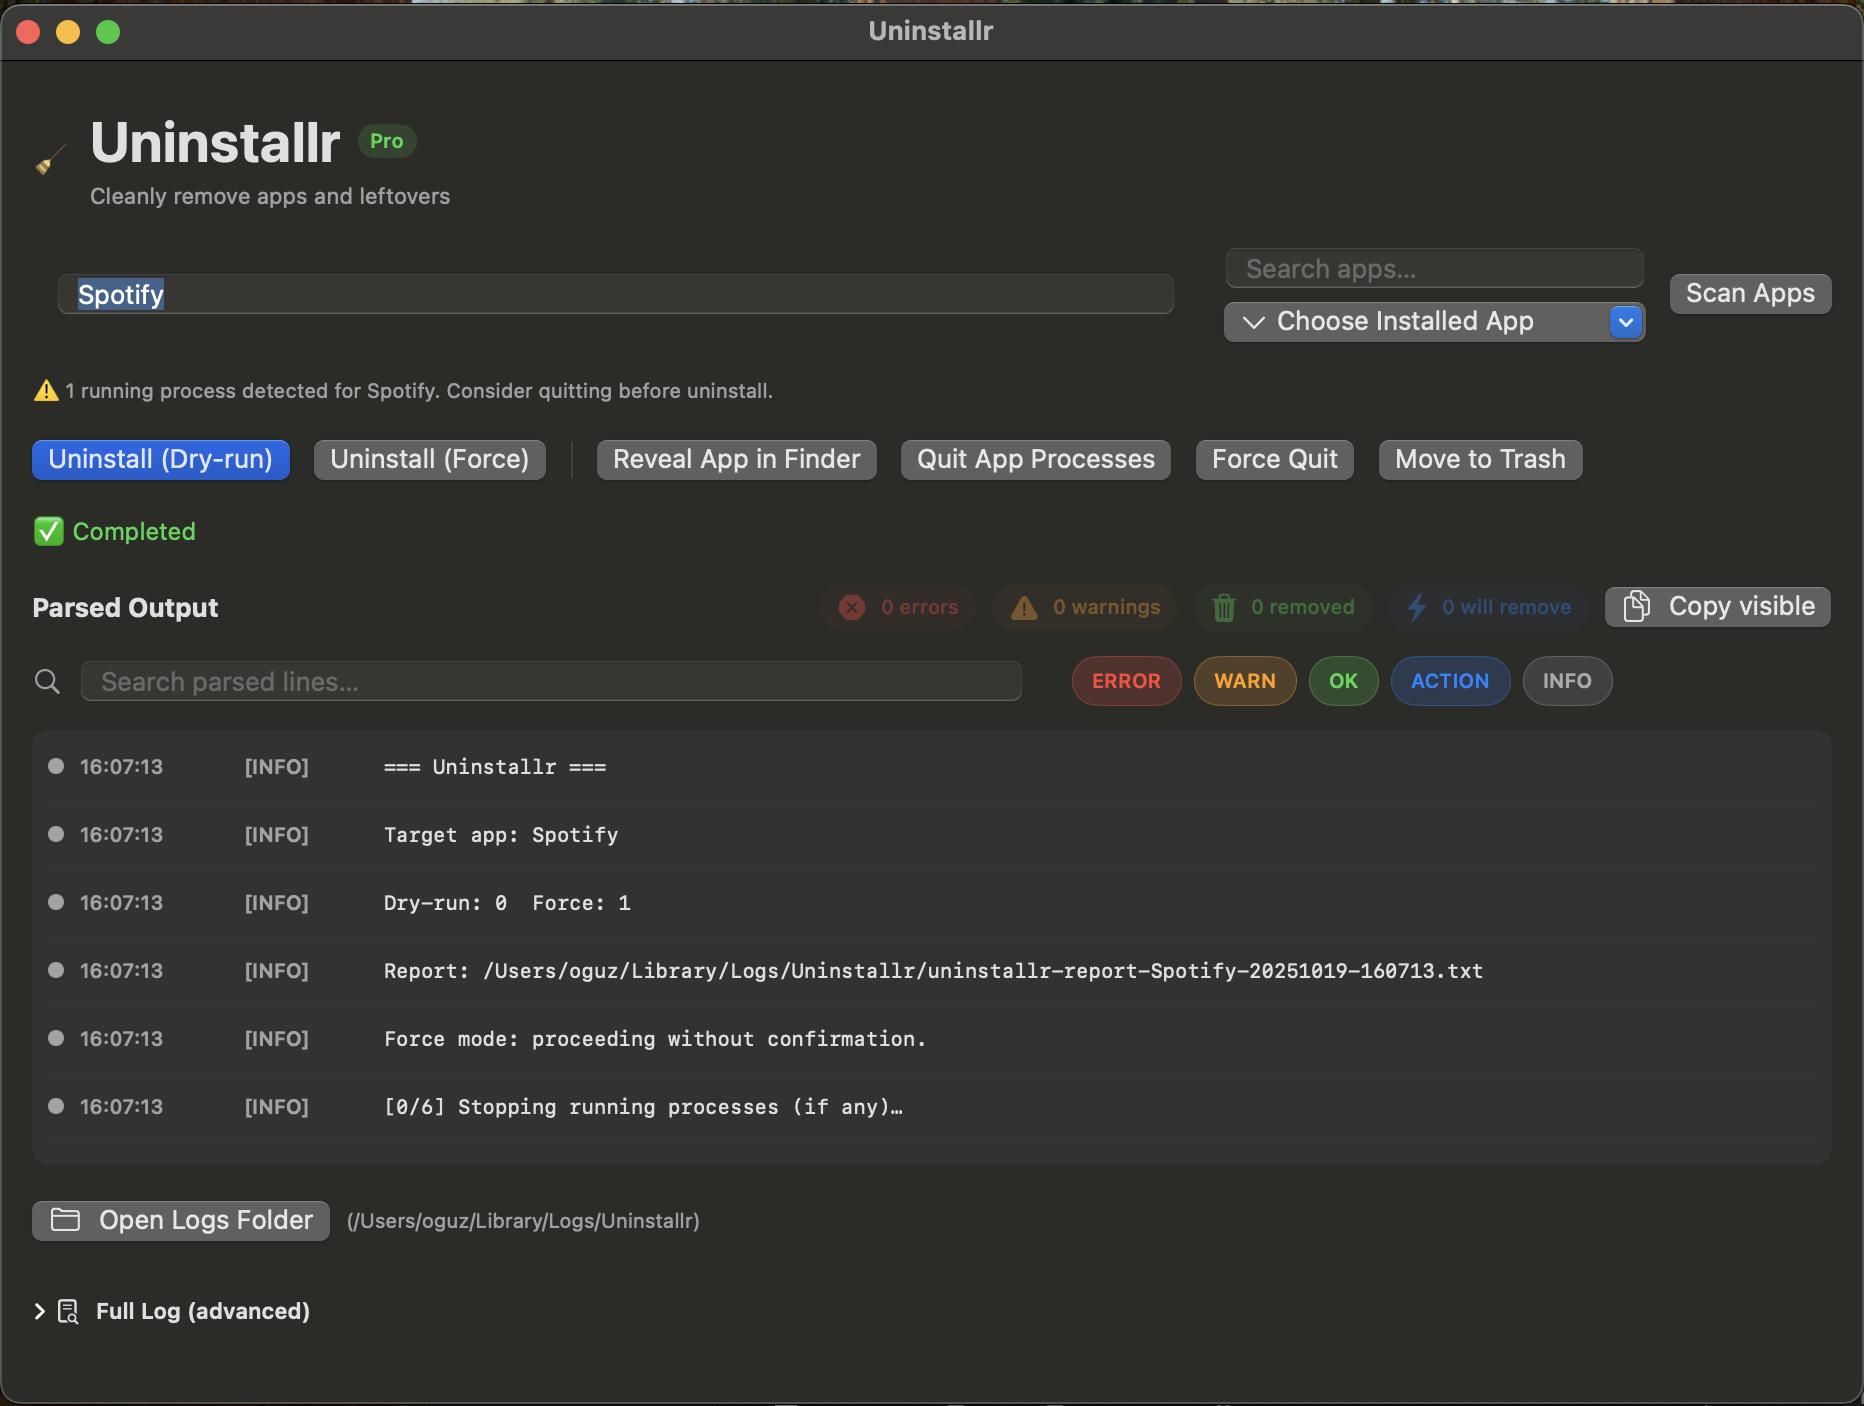 Uninstallr
Uninstallr Pro
Cleanly remove apps and leftovers
Spotify
Search apps...
Choose Installed App
Scan Apps
1 running process detected for Spotify. Consider quitting before uninstall.
Uninstall (Dry-run) Uninstall (Force) Reveal App in Finder Quit App Processes Force Quit Move to Trash
Completed
Parsed Output 0 errors 0 warnings 0 removed 0 will remove Copy visible
Search parsed lines... ERROR WARN OK ACTION INFO
16:07:13 [INFO] === Uninstallr ===
16:07:13 [INFO] Target app: Spotify
16:07:13 [INFO] Dry-run: 0  Force: 1
16:07:13 [INFO] Report: /Users/oguz/Library/Logs/Uninstallr/uninstallr-report-Spotify-20251019-160713.txt
16:07:13 [INFO] Force mode: proceeding without confirmation.
16:07:13 [INFO] [0/6] Stopping running processes (if any)…
Open Logs Folder (/Users/oguz/Library/Logs/Uninstallr)
Full Log (advanced)